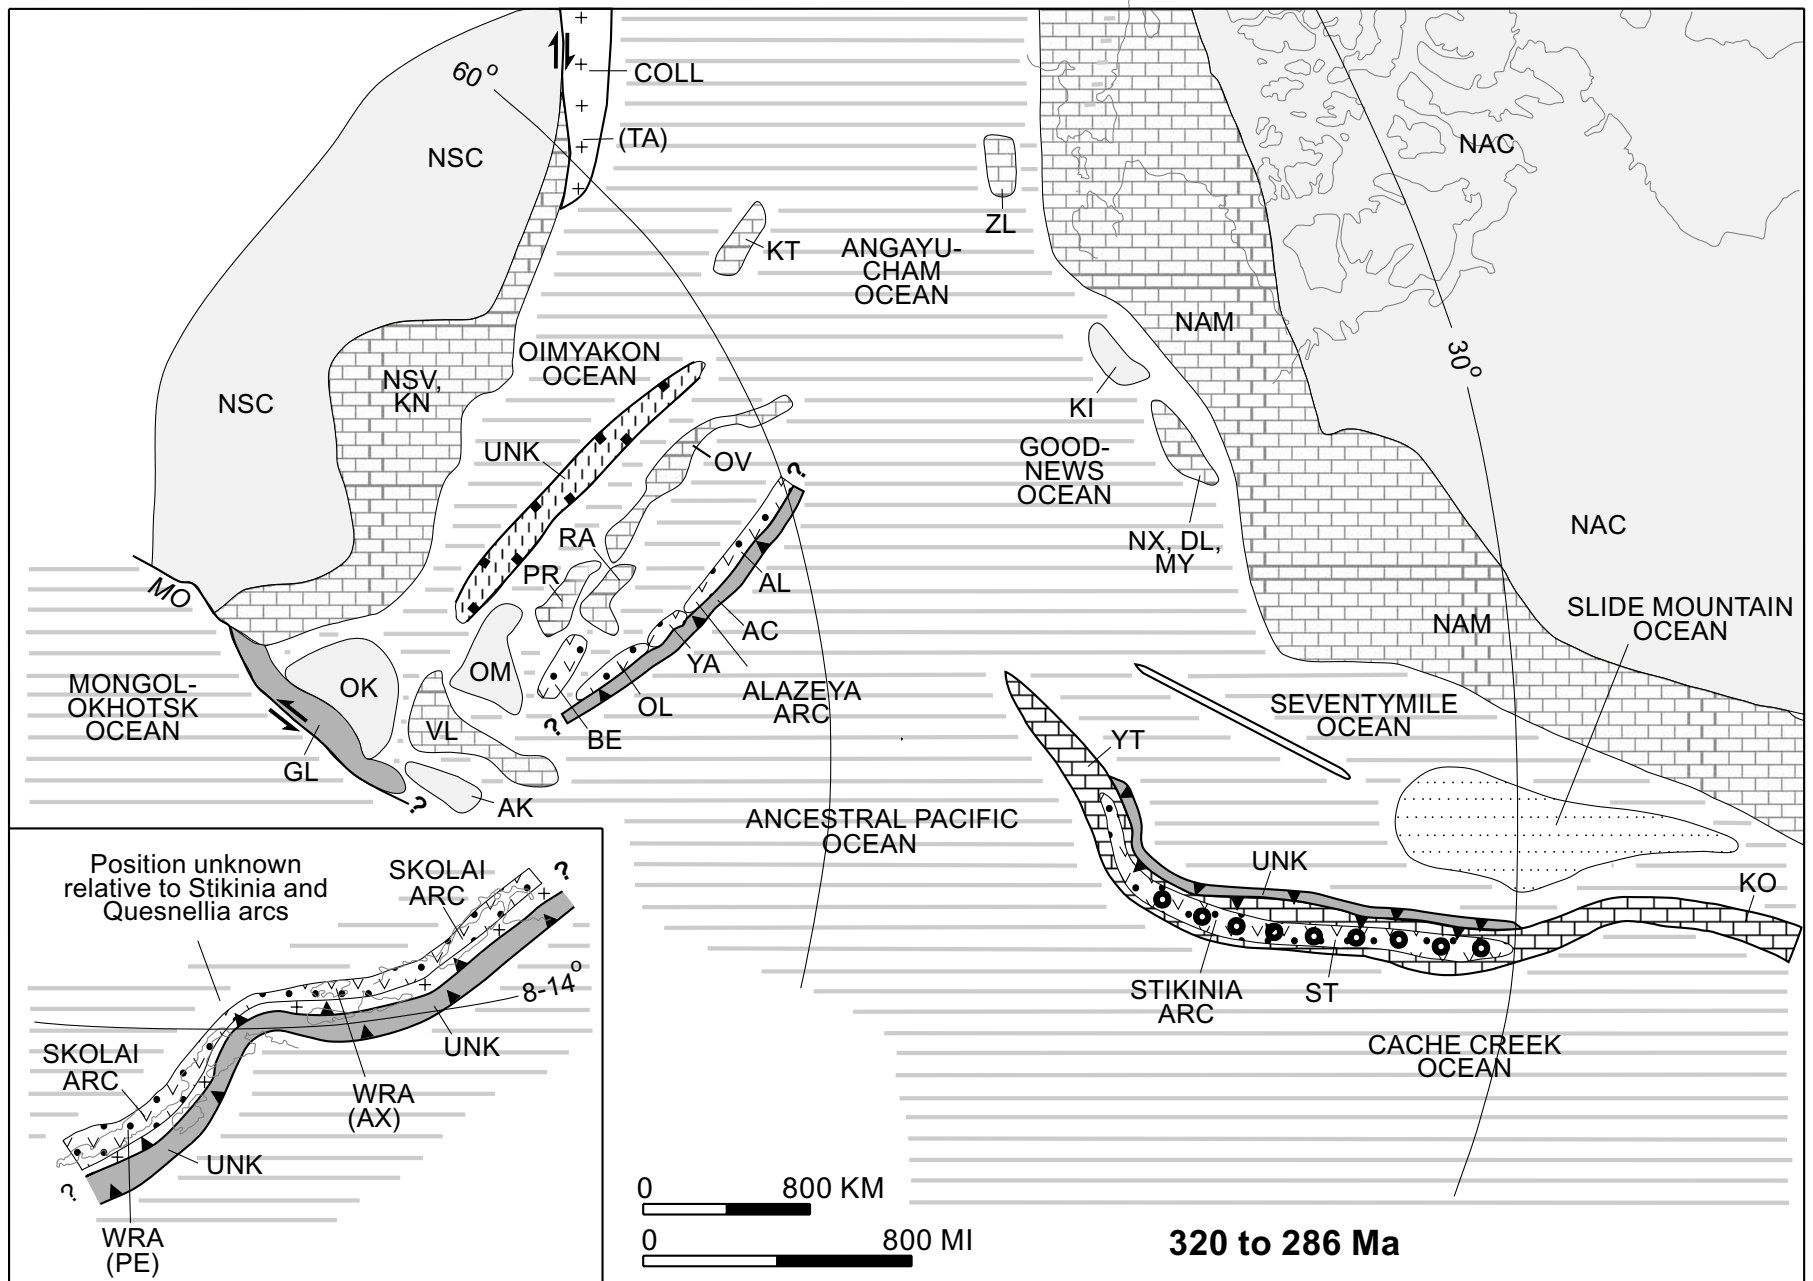 COLL
60°
(TA)
NSC
NAC
ZL
KT
ANGAYU-
CHAM
OCEAN
NAM
30°
OIMYAKON
OCEAN
NSV,
KN
NSC
KI
UNK
OV
GOOD-
NEWS
OCEAN
?
NAC
RA
NX, DL,
MY
PR
AL
MO
SLIDE MOUNTAIN
OCEAN
AC
NAM
YA
OM
OK
MONGOL-
OKHOTSK
OCEAN
ALAZEYA
ARC
OL
SEVENTYMILE
OCEAN
?
VL
BE
YT
GL
?
AK
ANCESTRAL PACIFIC
OCEAN
UNK
KO
STIKINIA
ARC
ST
CACHE CREEK
OCEAN
Position unknown
relative to Stikinia and
Quesnellia arcs
SKOLAI
ARC
?
8-14°
UNK
SKOLAI
ARC
WRA
(AX)
UNK
?
WRA
(PE)
0 800 KM
0 800 MI
320 to 286 Ma